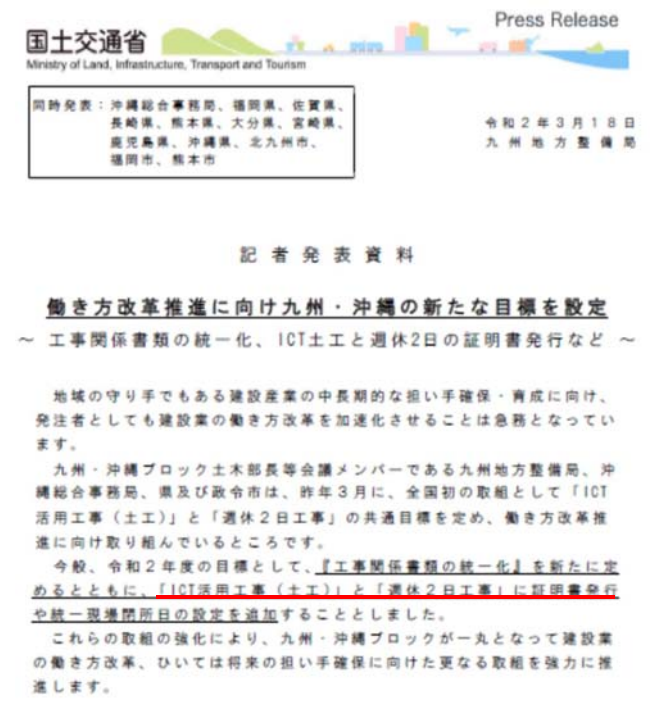 Press Release
国土交通省
Ministry of Land, Infrastructure, Transport and Tourism
同時発表：沖縄総合事務局、福岡県、佐賀県、
長崎県、熊本県、大分県、宮崎県、
鹿児島県、沖縄県、北九州市、
福岡市、熊本市
令和２年３月１８日
九州地方整備局
記者発表資料
働き方改革推進に向け九州・沖縄の新たな目標を設定
～ 工事関係書類の統一化、ICT土工と週休2日の証明書発行など ～
地域の守り手でもある建設産業の中長期的な担い手確保・育成に向け、
発注者としても建設業の働き方改革を加速化させることは急務となってい
ます。
九州・沖縄ブロック土木部長等会議メンバーである九州地方整備局、沖
縄総合事務局、県及び政令市は、昨年３月に、全国初の取組として「ICT
活用工事（土工）」と「週休２日工事」の共通目標を定め、働き方改革推
進に向け取り組んでいるところです。
今般、令和２年度の目標として、『工事関係書類の統一化』を新たに定
めるとともに、「ICT活用工事（土工）」と「週休２日工事」に証明書発行
や統一現場閉所日の設定を追加することとしました。
これらの取組の強化により、九州・沖縄ブロックが一丸となって建設業
の働き方改革、ひいては将来の担い手確保に向けた更なる取組を強力に推
進します。